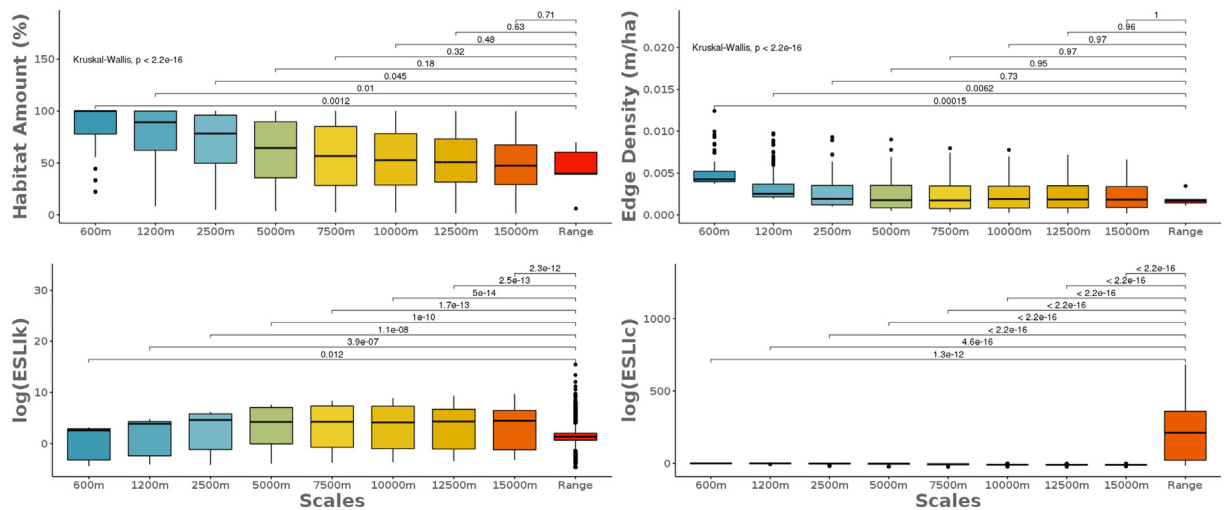 Habitat Amount (%)
150
100
50
0
Kruskal-Wallis, p < 2.2e-16
0.71
0.63
0.48
0.32
0.18
0.045
0.01
0.0012
600m 1200m 2500m 5000m 7500m 10000m 12500m 15000m Range
Edge Density (m/ha)
0.020
0.015
0.010
0.005
0.000
Kruskal-Wallis, p < 2.2e-16
1
0.96
0.97
0.97
0.95
0.73
0.0062
0.00015
600m 1200m 2500m 5000m 7500m 10000m 12500m 15000m Range
log(ESLIk)
30
20
10
0
2.3e-12
2.5e-13
5e-14
1.7e-13
1e-10
1.1e-08
3.9e-07
0.012
600m 1200m 2500m 5000m 7500m 10000m 12500m 15000m Range
Scales
log(ESLIc)
1000
500
0
< 2.2e-16
< 2.2e-16
< 2.2e-16
< 2.2e-16
< 2.2e-16
< 2.2e-16
4.6e-16
1.3e-12
600m 1200m 2500m 5000m 7500m 10000m 12500m 15000m Range
Scales